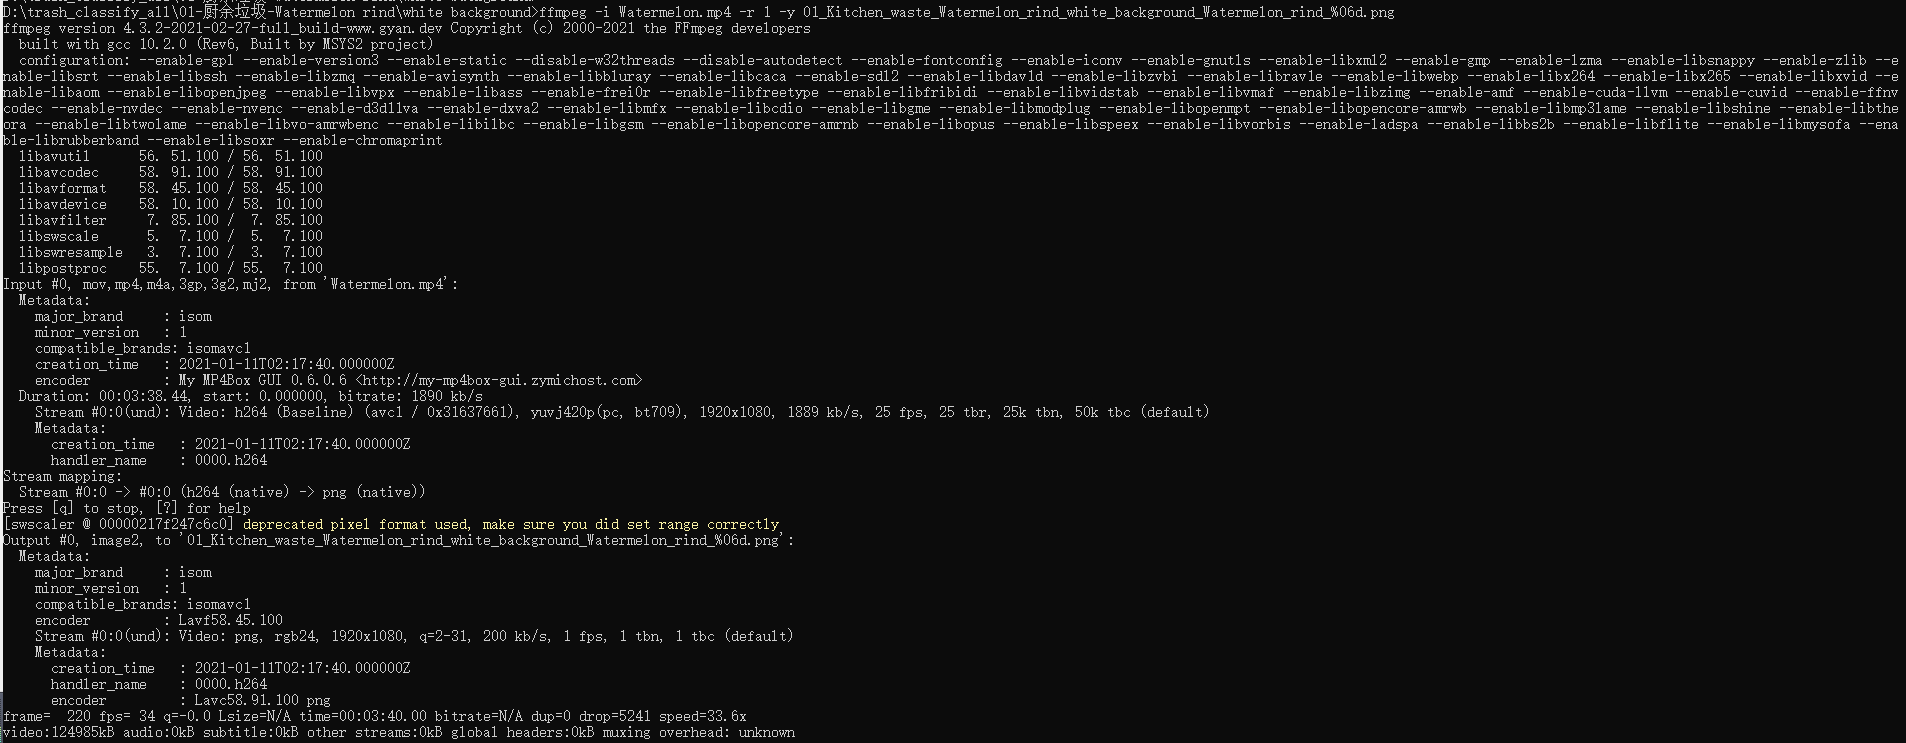 D:\trash_classify_all\01-厨余垃圾-Watermelon rind\white background>ffmpeg -i Watermelon.mp4 -r 1 -y 01_Kitchen_waste_Watermelon_rind_white_background_Watermelon_rind_%06d.png
ffmpeg version 4.3.2-2021-02-27-full_build-www.gyan.dev Copyright (c) 2000-2021 the FFmpeg developers
  built with gcc 10.2.0 (Rev6, Built by MSYS2 project)
  configuration: --enable-gpl --enable-version3 --enable-static --disable-w32threads --disable-autodetect --enable-fontconfig --enable-iconv --enable-gnutls --enable-libxml2 --enable-gmp --enable-lzma --enable-libsnappy --enable-zlib --e
nable-libsrt --enable-libssh --enable-libzmq --enable-avisynth --enable-libbluray --enable-libcaca --enable-sdl2 --enable-libdav1d --enable-libzvbi --enable-librav1e --enable-libwebp --enable-libx264 --enable-libx265 --enable-libxvid --e
nable-libaom --enable-libopenjpeg --enable-libvpx --enable-libass --enable-frei0r --enable-libfreetype --enable-libfribidi --enable-libvidstab --enable-libvmaf --enable-libzimg --enable-amf --enable-cuda-llvm --enable-cuvid --enable-ffnv
codec --enable-nvdec --enable-nvenc --enable-d3d11va --enable-dxva2 --enable-libmfx --enable-libcdio --enable-libgme --enable-libmodplug --enable-libopenmpt --enable-libopencore-amrwb --enable-libmp3lame --enable-libshine --enable-libthe
ora --enable-libtwolame --enable-libvo-amrwbenc --enable-libilbc --enable-libgsm --enable-libopencore-amrnb --enable-libopus --enable-libspeex --enable-libvorbis --enable-ladspa --enable-libbs2b --enable-libflite --enable-libmysofa --ena
ble-librubberband --enable-libsoxr --enable-chromaprint
  libavutil      56. 51.100 / 56. 51.100
  libavcodec     58. 91.100 / 58. 91.100
  libavformat    58. 45.100 / 58. 45.100
  libavdevice    58. 10.100 / 58. 10.100
  libavfilter     7. 85.100 /  7. 85.100
  libswscale      5.  7.100 /  5.  7.100
  libswresample   3.  7.100 /  3.  7.100
  libpostproc    55.  7.100 / 55.  7.100
Input #0, mov,mp4,m4a,3gp,3g2,mj2, from 'Watermelon.mp4':
  Metadata:
    major_brand     : isom
    minor_version   : 1
    compatible_brands: isomavc1
    creation_time   : 2021-01-11T02:17:40.000000Z
    encoder         : My MP4Box GUI 0.6.0.6 <http://my-mp4box-gui.zymichost.com>
  Duration: 00:03:38.44, start: 0.000000, bitrate: 1890 kb/s
    Stream #0:0(und): Video: h264 (Baseline) (avc1 / 0x31637661), yuvj420p(pc, bt709), 1920x1080, 1889 kb/s, 25 fps, 25 tbr, 25k tbn, 50k tbc (default)
    Metadata:
      creation_time   : 2021-01-11T02:17:40.000000Z
      handler_name    : 0000.h264
Stream mapping:
  Stream #0:0 -> #0:0 (h264 (native) -> png (native))
Press [q] to stop, [?] for help
[swscaler @ 00000217f247c6c0] deprecated pixel format used, make sure you did set range correctly
Output #0, image2, to '01_Kitchen_waste_Watermelon_rind_white_background_Watermelon_rind_%06d.png':
  Metadata:
    major_brand     : isom
    minor_version   : 1
    compatible_brands: isomavc1
    encoder         : Lavf58.45.100
    Stream #0:0(und): Video: png, rgb24, 1920x1080, q=2-31, 200 kb/s, 1 fps, 1 tbn, 1 tbc (default)
    Metadata:
      creation_time   : 2021-01-11T02:17:40.000000Z
      handler_name    : 0000.h264
      encoder         : Lavc58.91.100 png
frame=  220 fps= 34 q=-0.0 Lsize=N/A time=00:03:40.00 bitrate=N/A dup=0 drop=5241 speed=33.6x
video:124985kB audio:0kB subtitle:0kB other streams:0kB global headers:0kB muxing overhead: unknown